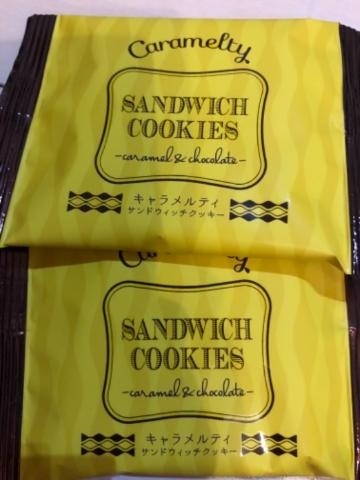 Caramelty
SANDWICH
COOKIES
-caramel & chocolate-
キャラメルティ
サンドウィッチクッキー
Caramelty
SANDWICH
COOKIES
-caramel & chocolate-
キャラメルティ
サンドウィッチクッキー